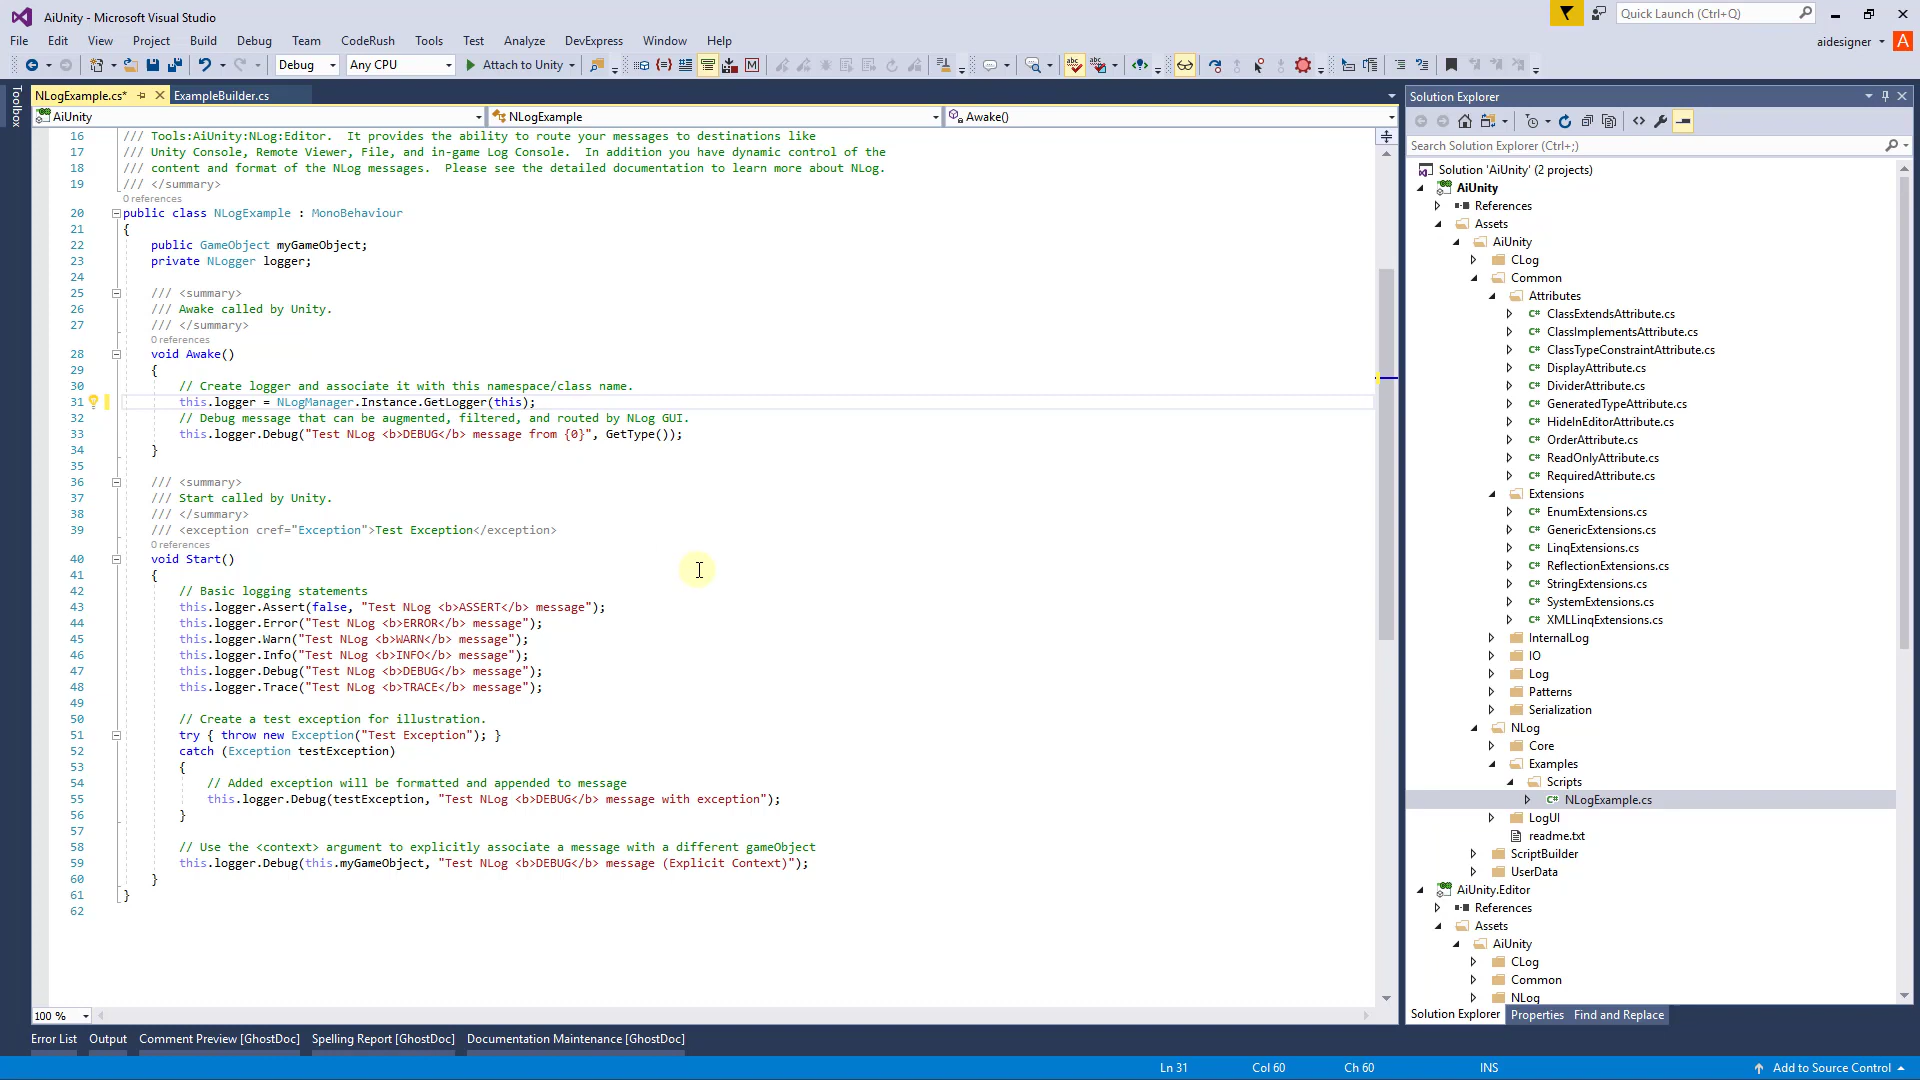 AiUnity - Microsoft Visual Studio
Quick Launch (Ctrl+Q)
File Edit View Project Build Debug Team CodeRush Tools Test Analyze DevExpress Window Help
aidesigner A
Debug Any CPU Attach to Unity
Toolbox
NLogExample.cs* ExampleBuilder.cs
AiUnity NLogExample Awake()
16 /// Tools:AiUnity:NLog:Editor.  It provides the ability to route your messages to destinations like
17 /// Unity Console, Remote Viewer, File, and in-game Log Console.  In addition you have dynamic control of the
18 /// content and format of the NLog messages.  Please see the detailed documentation to learn more about NLog.
19 /// </summary>
0 references
20 public class NLogExample : MonoBehaviour
21 {
22 public GameObject myGameObject;
23 private NLogger logger;
24
25 /// <summary>
26 /// Awake called by Unity.
27 /// </summary>
0 references
28 void Awake()
29 {
30 // Create logger and associate it with this namespace/class name.
31 this.logger = NLogManager.Instance.GetLogger(this);
32 // Debug message that can be augmented, filtered, and routed by NLog GUI.
33 this.logger.Debug("Test NLog <b>DEBUG</b> message from {0}", GetType());
34 }
35
36 /// <summary>
37 /// Start called by Unity.
38 /// </summary>
39 /// <exception cref="Exception">Test Exception</exception>
0 references
40 void Start()
41 {
42 // Basic logging statements
43 this.logger.Assert(false, "Test NLog <b>ASSERT</b> message");
44 this.logger.Error("Test NLog <b>ERROR</b> message");
45 this.logger.Warn("Test NLog <b>WARN</b> message");
46 this.logger.Info("Test NLog <b>INFO</b> message");
47 this.logger.Debug("Test NLog <b>DEBUG</b> message");
48 this.logger.Trace("Test NLog <b>TRACE</b> message");
49
50 // Create a test exception for illustration.
51 try { throw new Exception("Test Exception"); }
52 catch (Exception testException)
53 {
54 // Added exception will be formatted and appended to message
55 this.logger.Debug(testException, "Test NLog <b>DEBUG</b> message with exception");
56 }
57
58 // Use the <context> argument to explicitly associate a message with a different gameObject
59 this.logger.Debug(this.myGameObject, "Test NLog <b>DEBUG</b> message (Explicit Context)");
60 }
61 }
62
100 %
Solution Explorer
Search Solution Explorer (Ctrl+;)
Solution 'AiUnity' (2 projects)
AiUnity
References
Assets
AiUnity
CLog
Common
Attributes
C# ClassExtendsAttribute.cs
C# ClassImplementsAttribute.cs
C# ClassTypeConstraintAttribute.cs
C# DisplayAttribute.cs
C# DividerAttribute.cs
C# GeneratedTypeAttribute.cs
C# HideInEditorAttribute.cs
C# OrderAttribute.cs
C# ReadOnlyAttribute.cs
C# RequiredAttribute.cs
Extensions
C# EnumExtensions.cs
C# GenericExtensions.cs
C# LinqExtensions.cs
C# ReflectionExtensions.cs
C# StringExtensions.cs
C# SystemExtensions.cs
C# XMLLinqExtensions.cs
InternalLog
IO
Log
Patterns
Serialization
NLog
Core
Examples
Scripts
C# NLogExample.cs
LogUI
readme.txt
ScriptBuilder
UserData
AiUnity.Editor
References
Assets
AiUnity
CLog
Common
NLog
Solution Explorer Properties Find and Replace
Error List Output Comment Preview [GhostDoc] Spelling Report [GhostDoc] Documentation Maintenance [GhostDoc]
Ln 31 Col 60 Ch 60 INS Add to Source Control